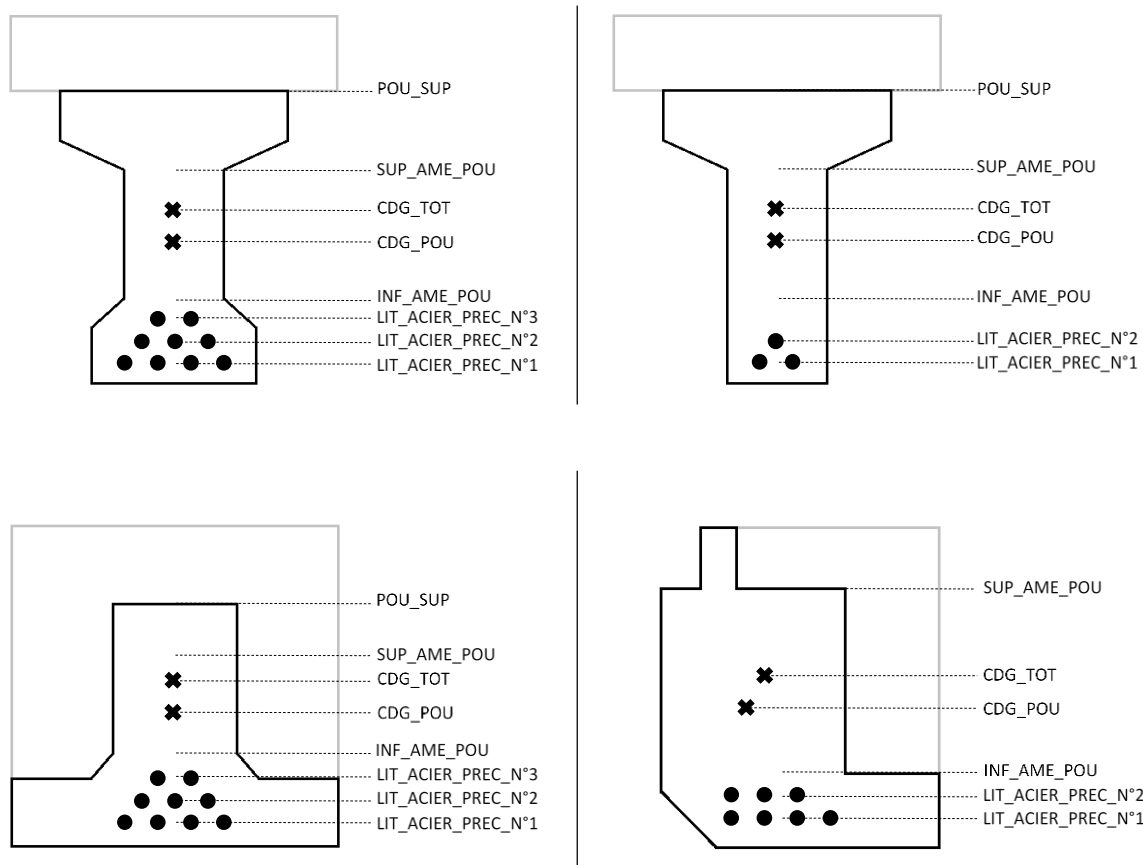 POU_SUP
SUP_AME_POU
CDG_TOT
CDG_POU
INF_AME_POU
LIT_ACIER_PREC_N°3
LIT_ACIER_PREC_N°2
LIT_ACIER_PREC_N°1
POU_SUP
SUP_AME_POU
CDG_TOT
CDG_POU
INF_AME_POU
LIT_ACIER_PREC_N°2
LIT_ACIER_PREC_N°1
POU_SUP
SUP_AME_POU
CDG_TOT
CDG_POU
INF_AME_POU
LIT_ACIER_PREC_N°3
LIT_ACIER_PREC_N°2
LIT_ACIER_PREC_N°1
SUP_AME_POU
CDG_TOT
CDG_POU
INF_AME_POU
LIT_ACIER_PREC_N°2
LIT_ACIER_PREC_N°1